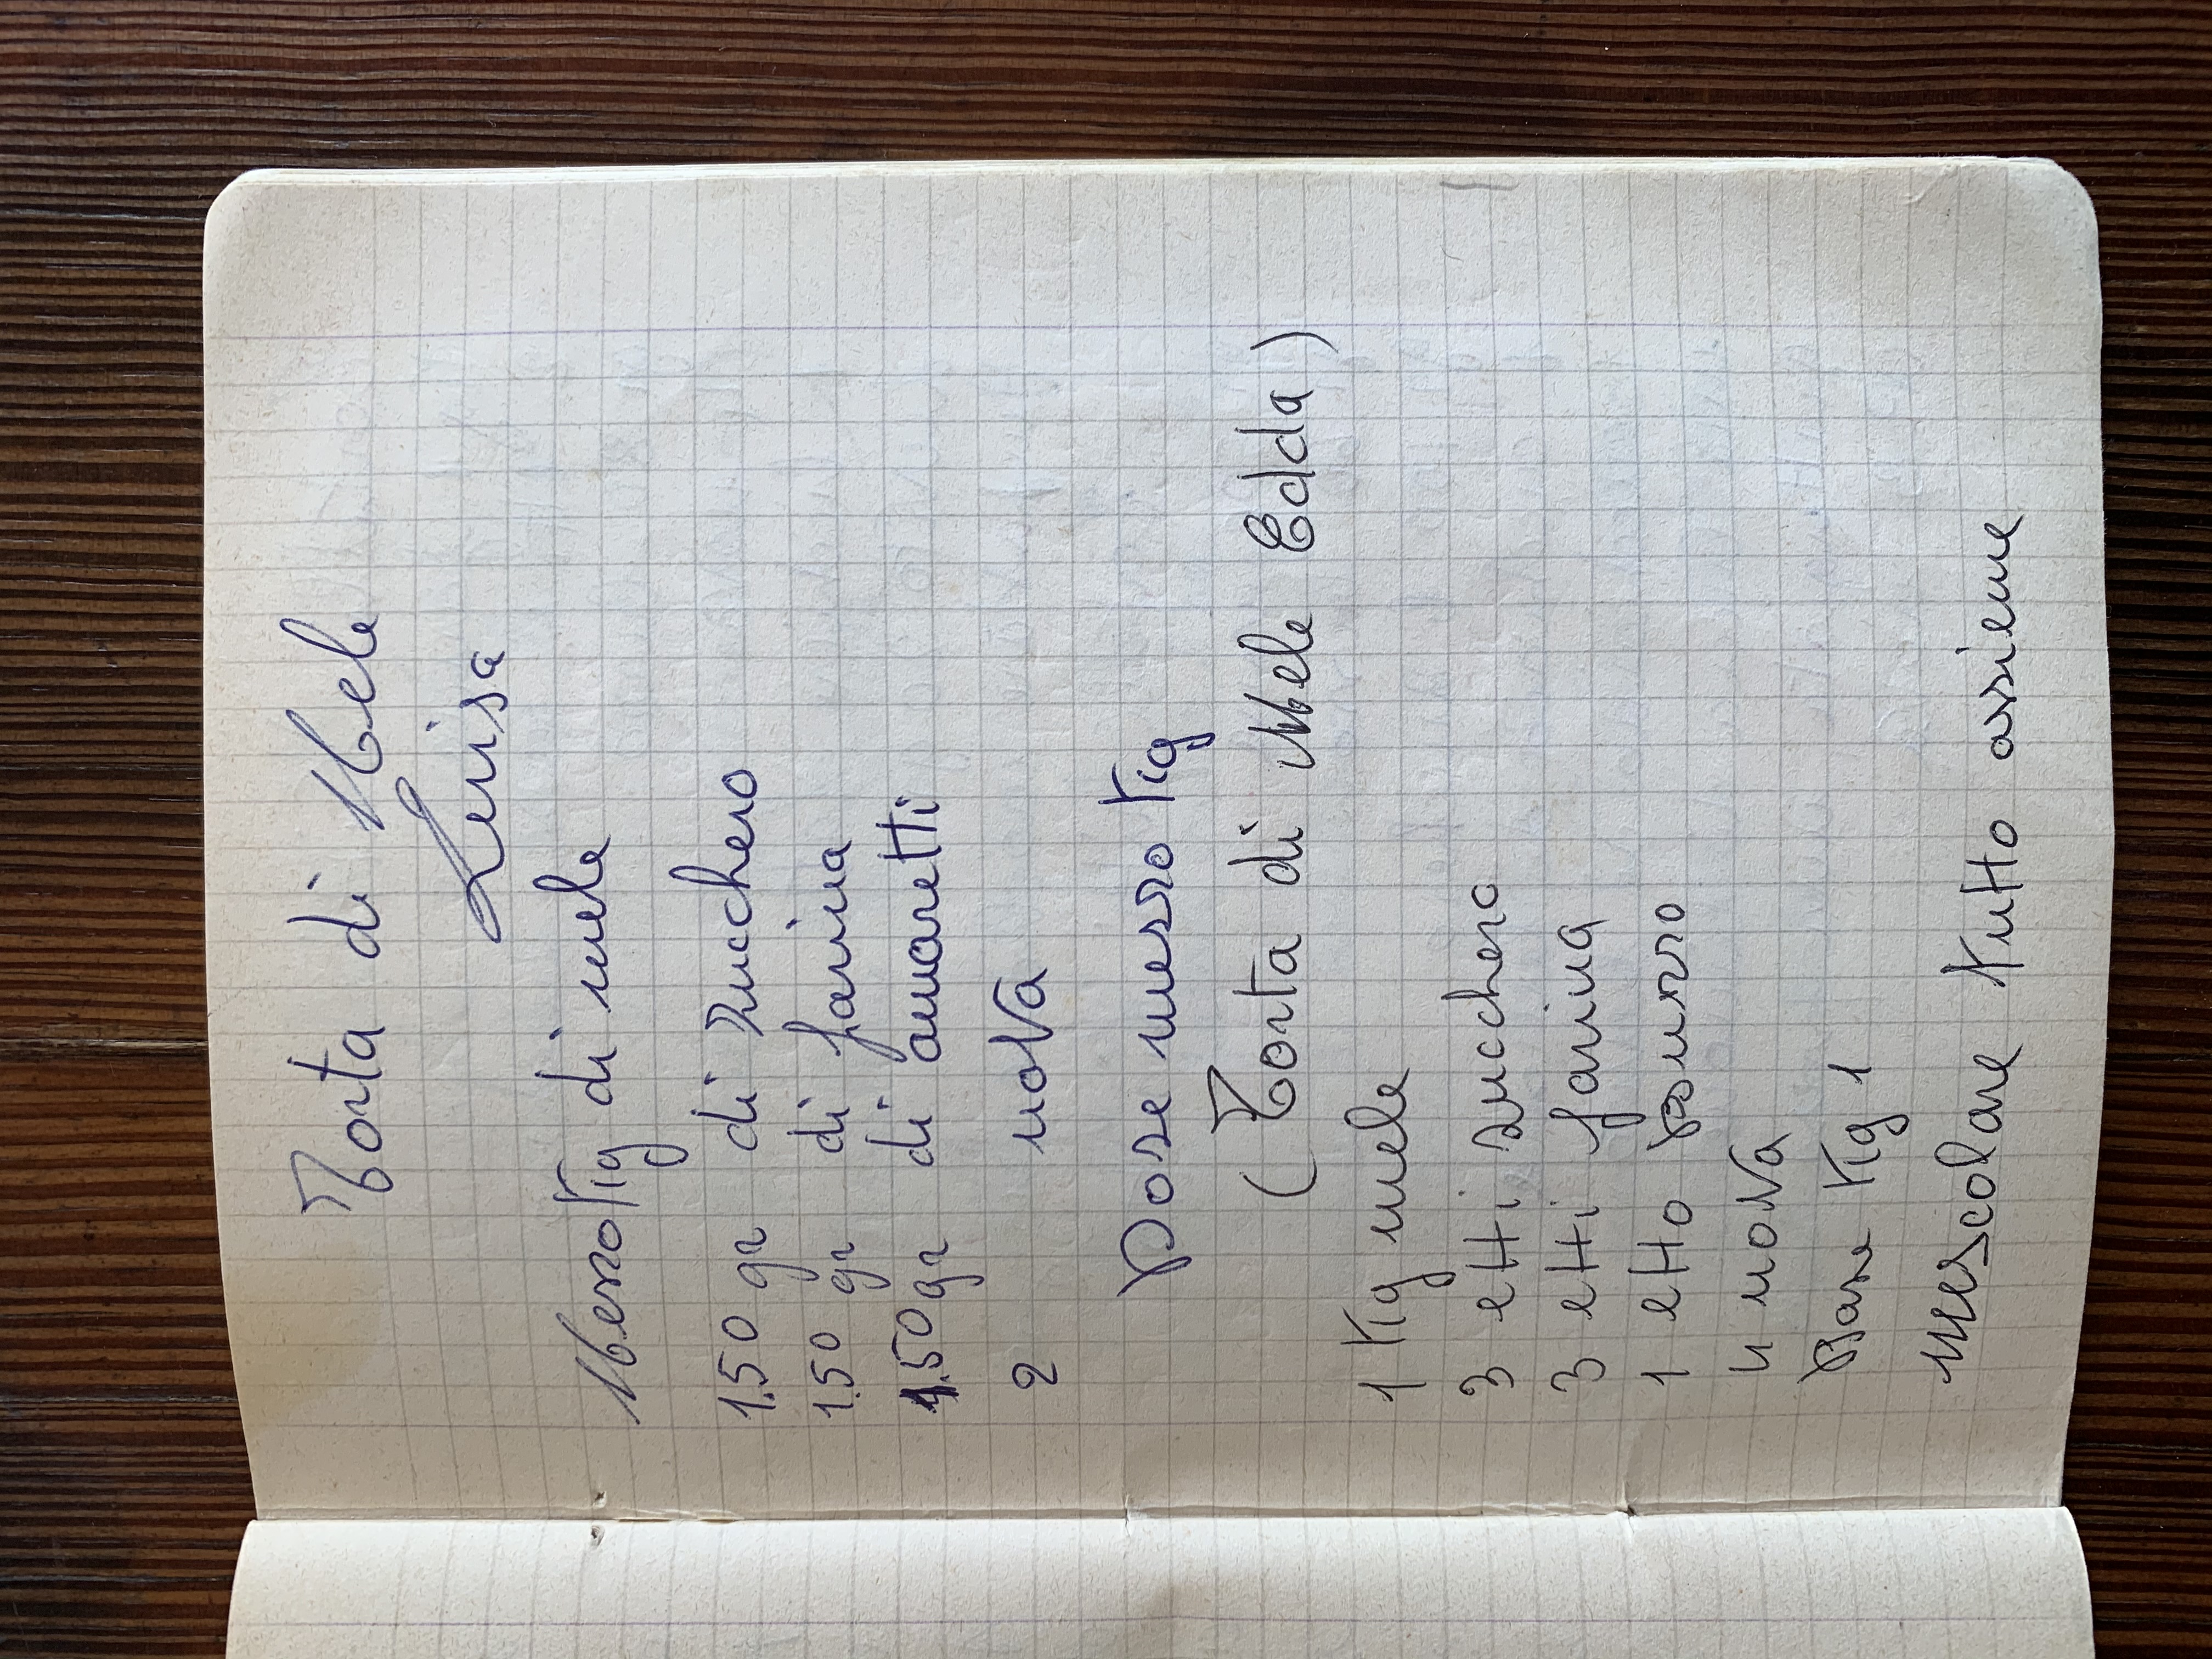 Torta di Mele
Luisa
Mezzo Kg di mele
1.50 gr di zucchero
1.50 gr di farina
1.50 gr di amaretti
2 uova
Dose mezzo Kg
(Torta di Mele Edda)
1 Kg mele
3 etti zucchero
3 etti farina
1 etto Burro
4 uova
Base Kg 1
mescolare tutto assieme